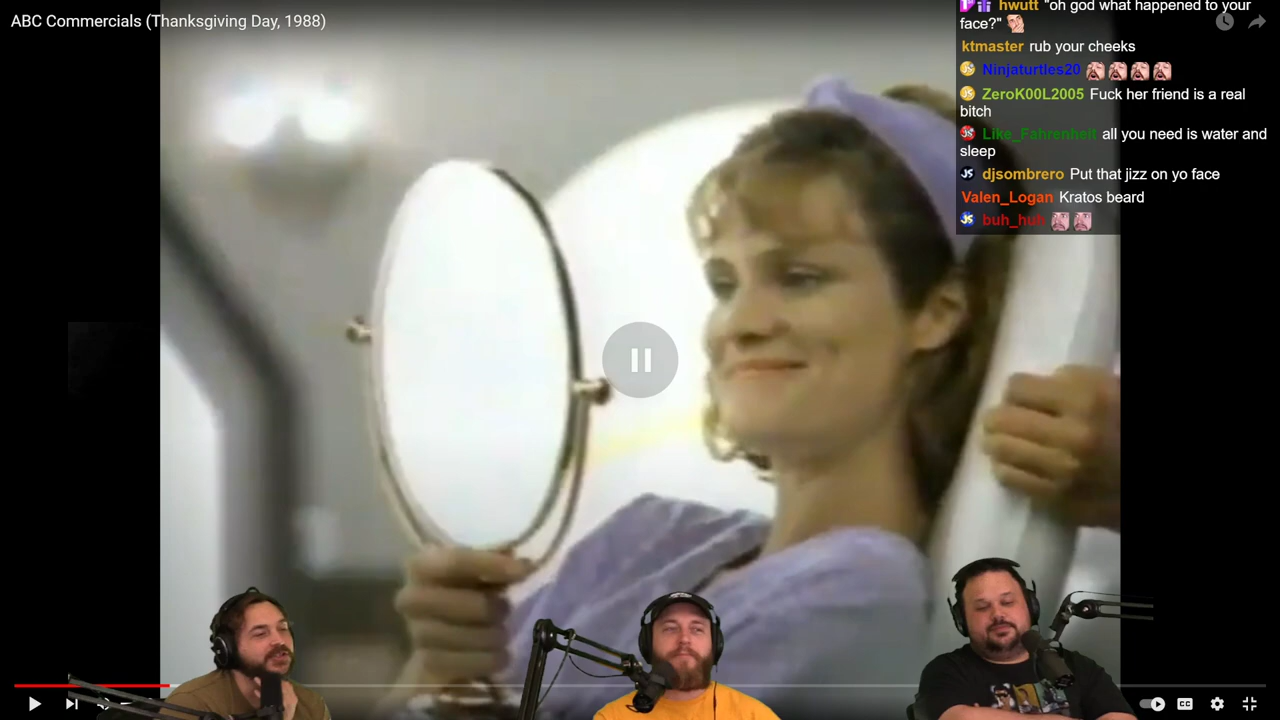 ABC Commercials (Thanksgiving Day, 1988)
hwutt "oh god what happened to your
face?"
ktmaster rub your cheeks
Ninjaturtles20
ZeroK00L2005 Fuck her friend is a real
bitch
Like_Fahrenheit all you need is water and
sleep
djsombrero Put that jizz on yo face
Valen_Logan Kratos beard
buh_huh
CC